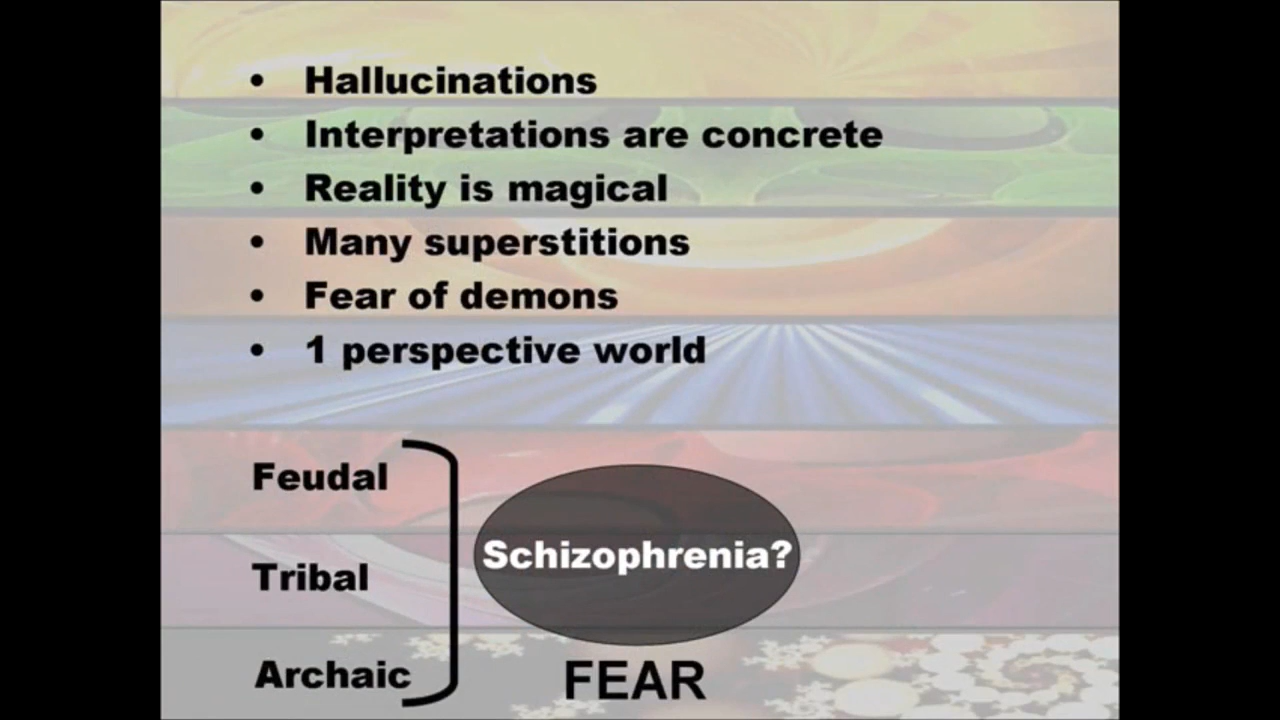 • Hallucinations
• Interpretations are concrete
• Reality is magical
• Many superstitions
• Fear of demons
• 1 perspective world
Feudal
Schizophrenia?
Tribal
Archaic
FEAR